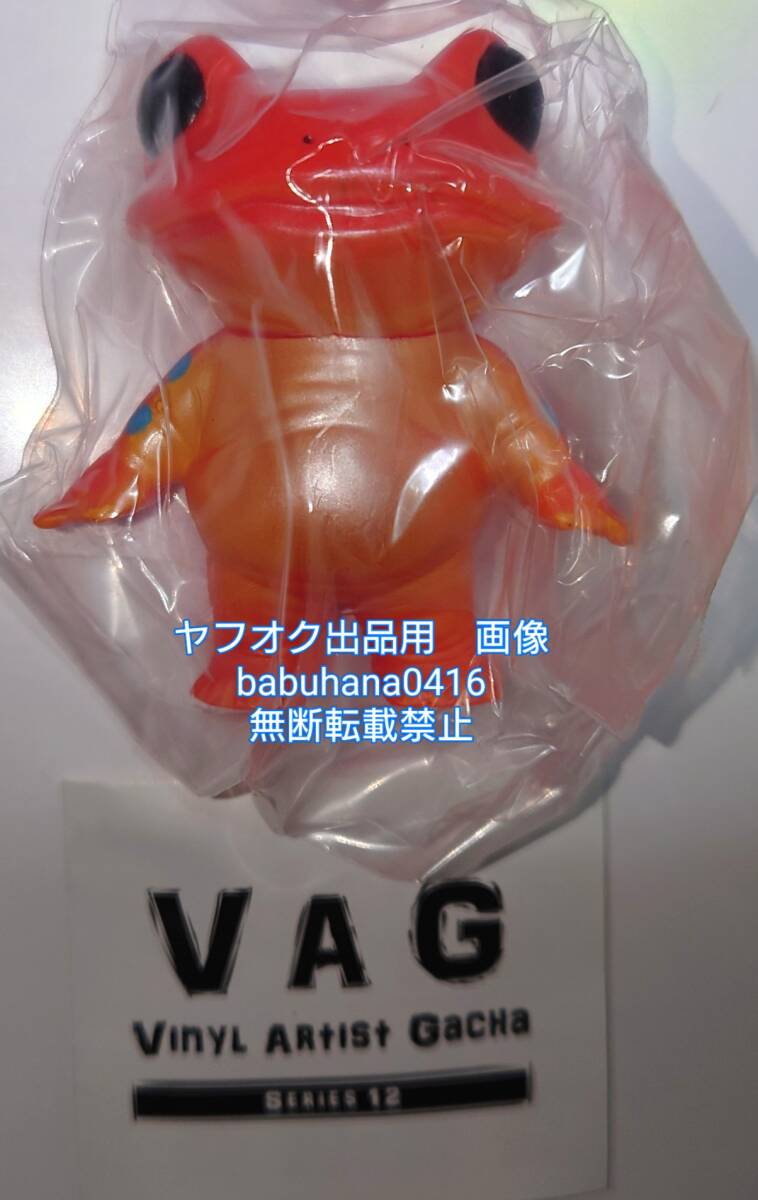 ヤフオク出品用　画像
babuhana0416
無断転載禁止
VAG
VINYL ARTIST GACHA
SERIES 12